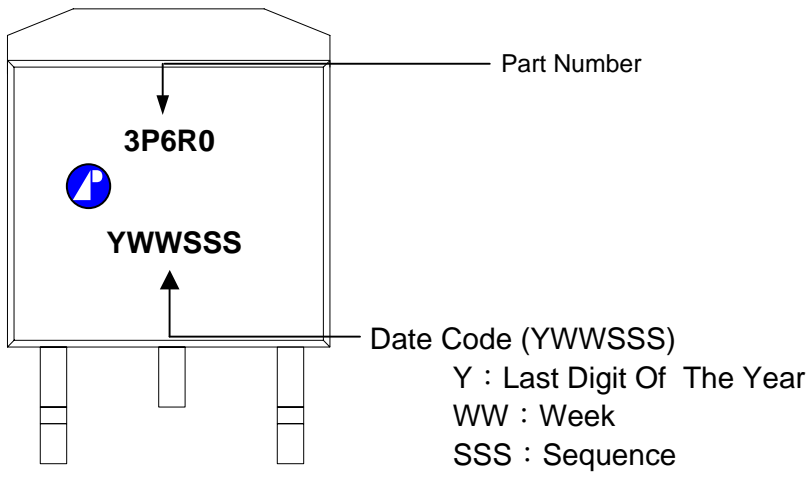 Part Number
3P6R0
YWWSSS
Date Code (YWWSSS)
Y：Last Digit Of The Year
WW：Week
SSS：Sequence